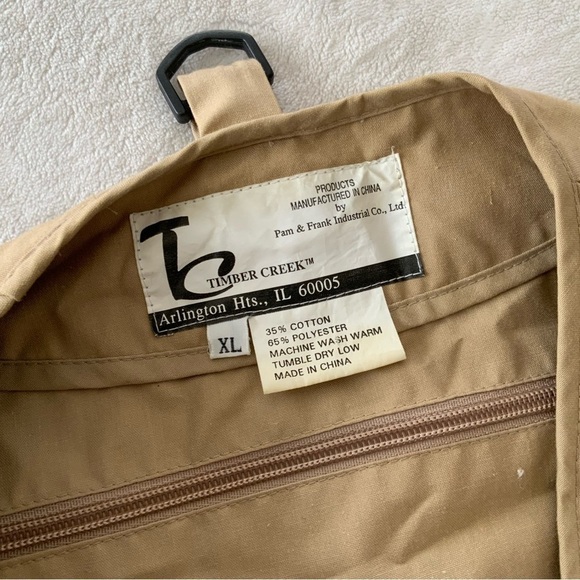 PRODUCTS
MANUFACTURED IN CHINA
by
Pam & Frank Industrial Co., Ltd
TC
TIMBER CREEK™
Arlington Hts., IL 60005
XL
35% COTTON
65% POLYESTER
MACHINE WASH WARM
TUMBLE DRY LOW
MADE IN CHINA